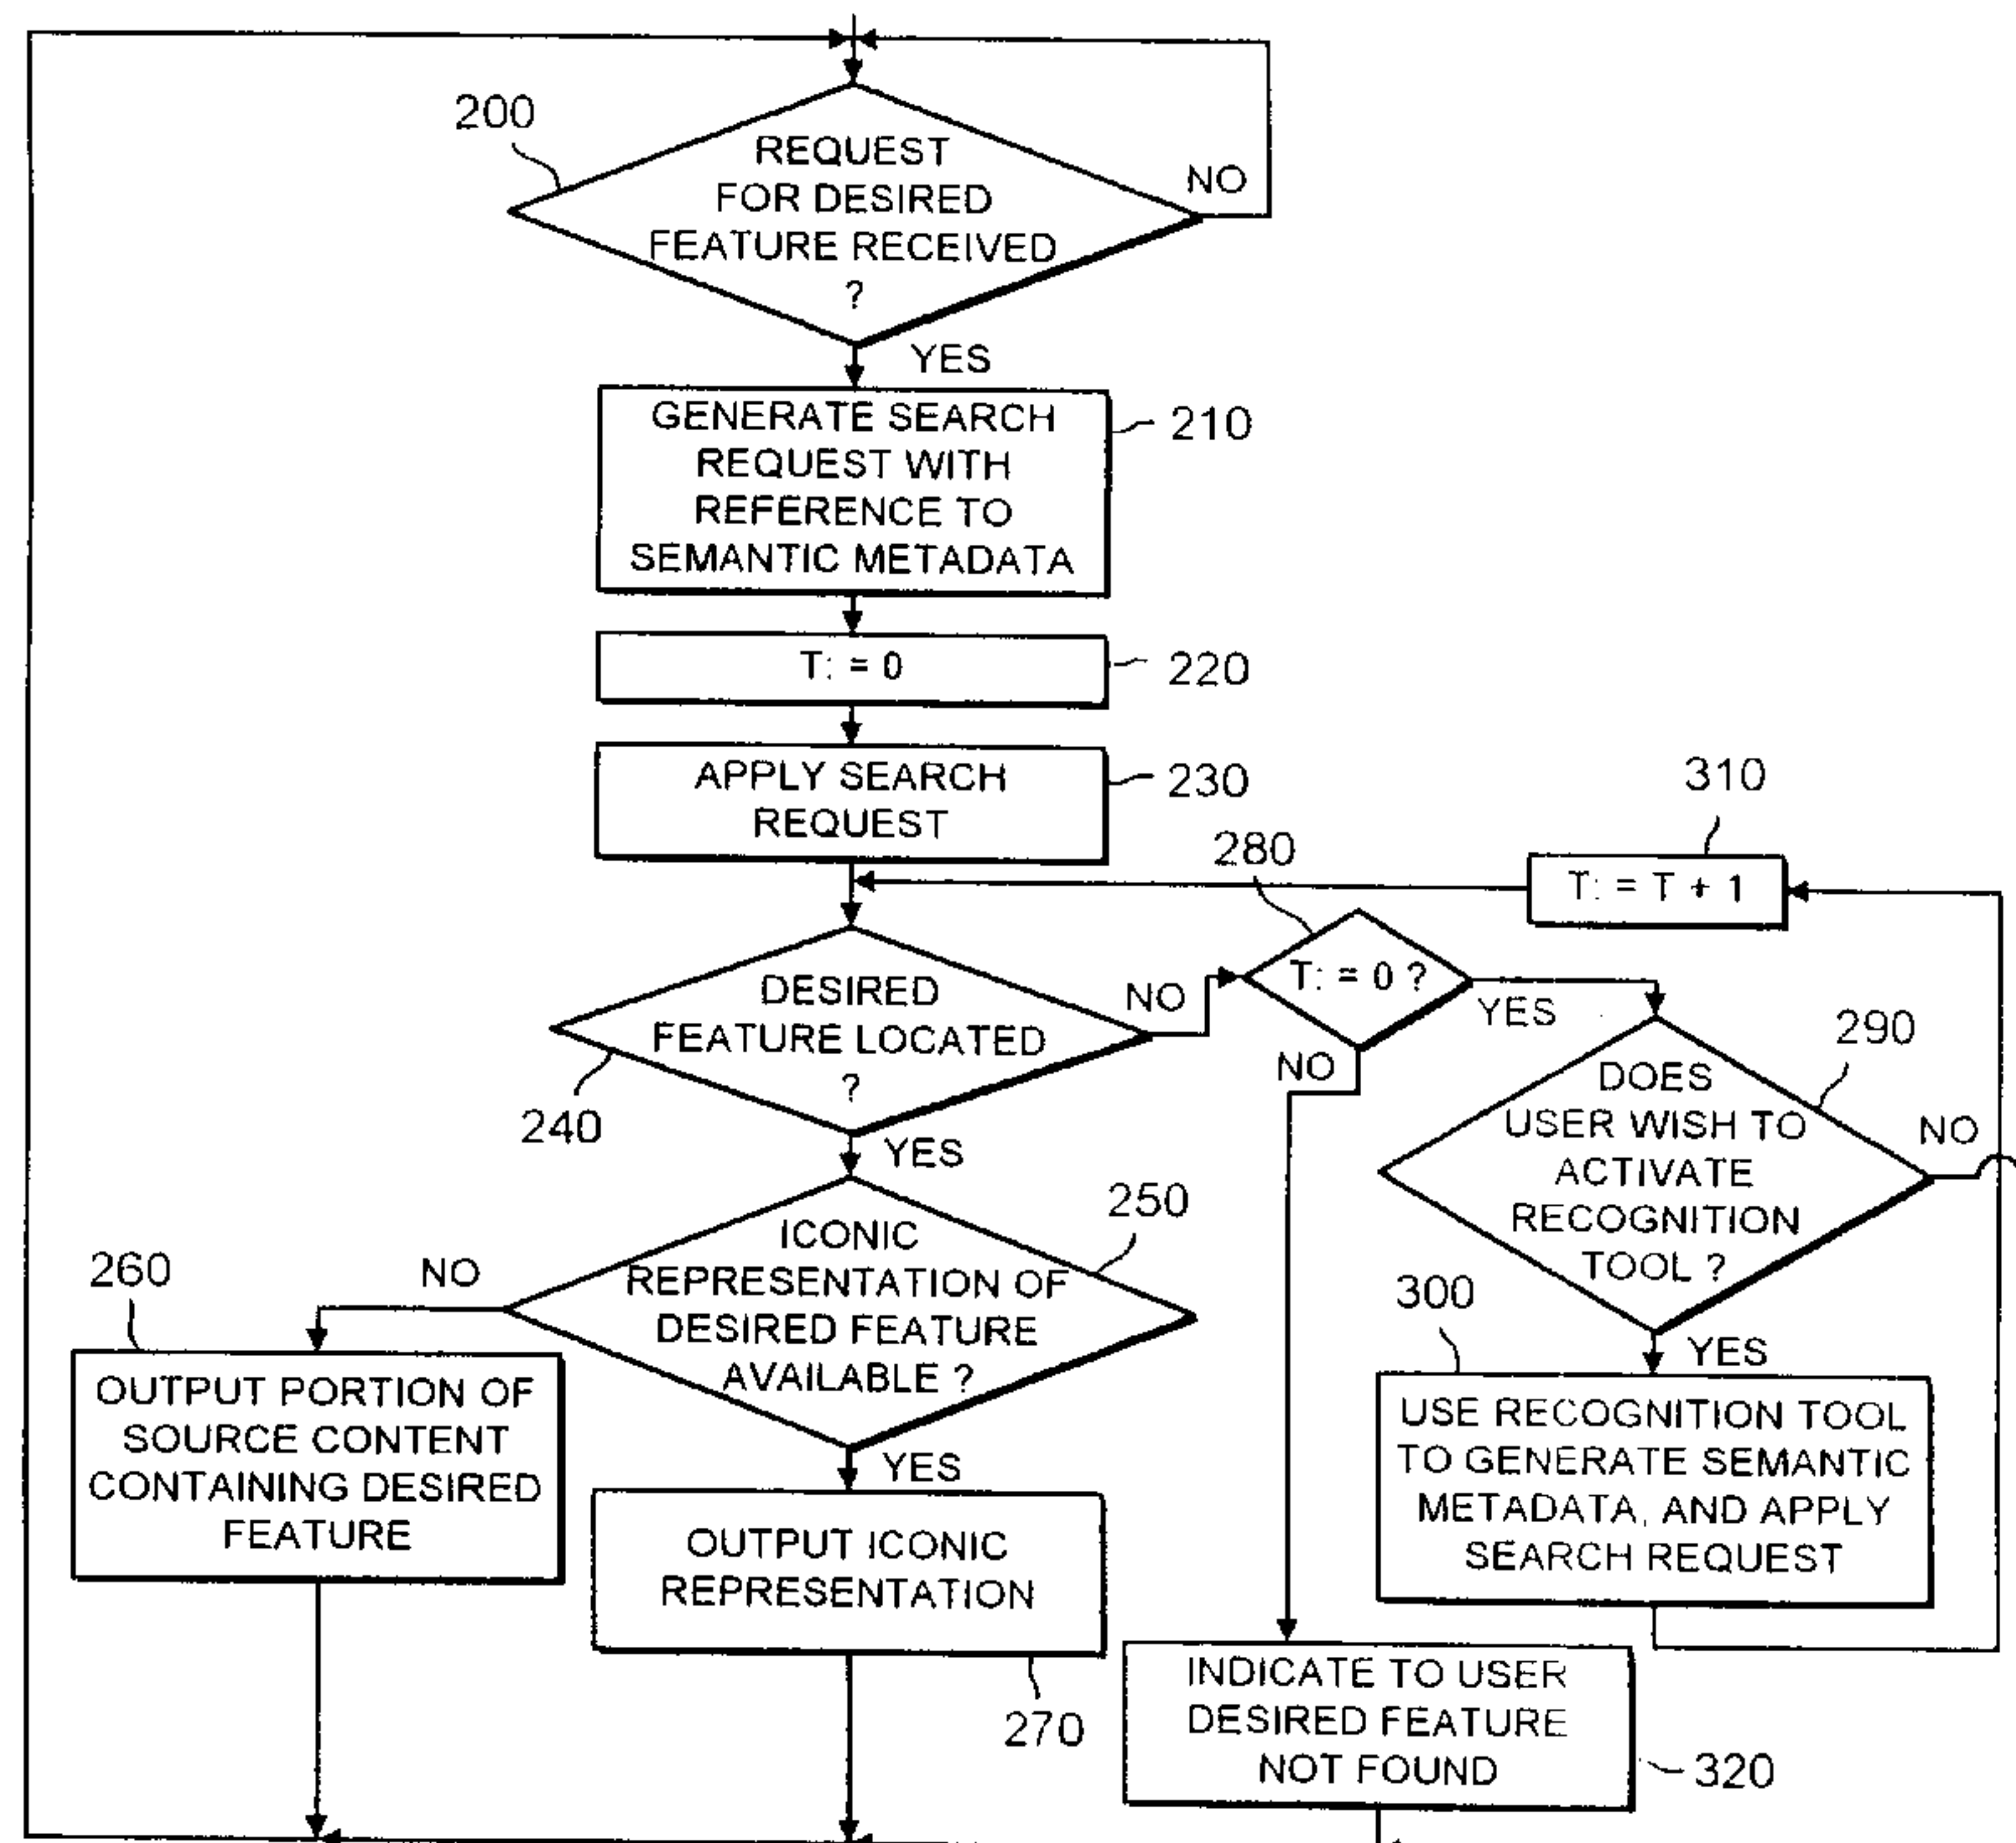 200
REQUEST
FOR DESIRED
FEATURE RECEIVED
?
NO
YES
GENERATE SEARCH
REQUEST WITH
REFERENCE TO
SEMANTIC METADATA
210
T: = 0
220
APPLY SEARCH
REQUEST
230
310
T: = T + 1
280
T: = 0 ?
YES
NO
DESIRED
FEATURE LOCATED
?
NO
240
YES
290
DOES
USER WISH TO
ACTIVATE
RECOGNITION
TOOL ?
NO
YES
250
ICONIC
REPRESENTATION OF
DESIRED FEATURE
AVAILABLE ?
NO
YES
260
OUTPUT PORTION OF
SOURCE CONTENT
CONTAINING DESIRED
FEATURE
OUTPUT ICONIC
REPRESENTATION
270
300
USE RECOGNITION TOOL
TO GENERATE SEMANTIC
METADATA, AND APPLY
SEARCH REQUEST
INDICATE TO USER
DESIRED FEATURE
NOT FOUND
320